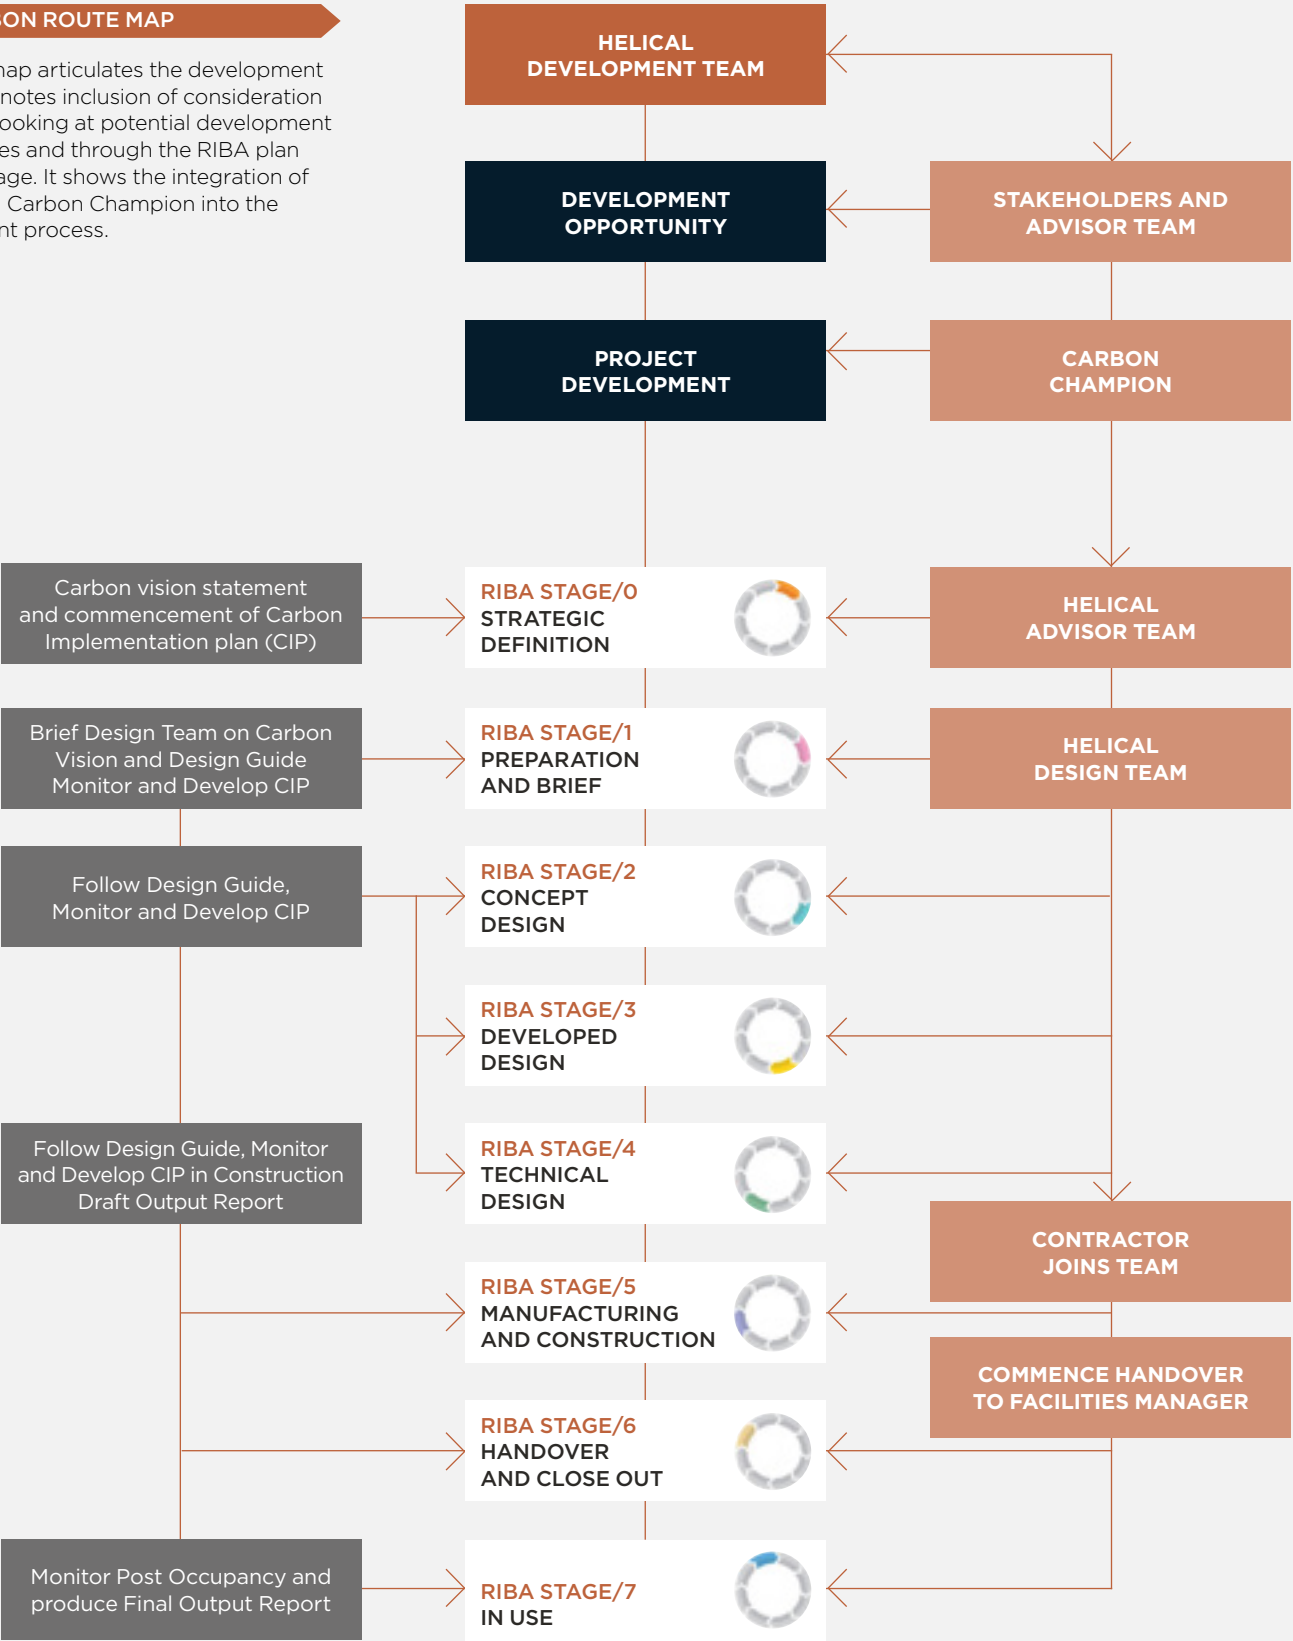 ROUTE MAP
articulates the development
notes inclusion of consideration
ooking at potential development
and through the RIBA plan
It shows the integration of
Carbon Champion into the
process.
HELICAL
DEVELOPMENT TEAM
DEVELOPMENT
OPPORTUNITY
STAKEHOLDERS AND
ADVISOR TEAM
PROJECT
DEVELOPMENT
CARBON
CHAMPION
Carbon vision statement
and commencement of Carbon
Implementation plan (CIP)
RIBA STAGE/0
STRATEGIC
DEFINITION
HELICAL
ADVISOR TEAM
Brief Design Team on Carbon
Vision and Design Guide
Monitor and Develop CIP
RIBA STAGE/1
PREPARATION
AND BRIEF
HELICAL
DESIGN TEAM
Follow Design Guide,
Monitor and Develop CIP
RIBA STAGE/2
CONCEPT
DESIGN
RIBA STAGE/3
DEVELOPED
DESIGN
Follow Design Guide, Monitor
and Develop CIP in Construction
Draft Output Report
RIBA STAGE/4
TECHNICAL
DESIGN
CONTRACTOR
JOINS TEAM
RIBA STAGE/5
MANUFACTURING
AND CONSTRUCTION
COMMENCE HANDOVER
TO FACILITIES MANAGER
RIBA STAGE/6
HANDOVER
AND CLOSE OUT
Monitor Post Occupancy and
produce Final Output Report
RIBA STAGE/7
IN USE